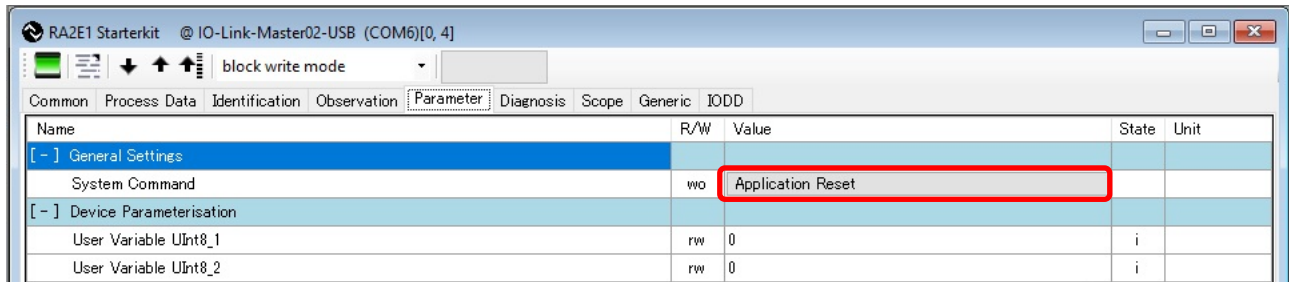 RA2E1 Starterkit @ IO-Link-Master02-USB (COM6)[0, 4]
block write mode
Common Process Data Identification Observation Parameter Diagnosis Scope Generic IODD
Name R/W Value State Unit
[-] General Settings
System Command wo Application Reset
[-] Device Parameterisation
User Variable UInt8_1 rw 0 i
User Variable UInt8_2 rw 0 i